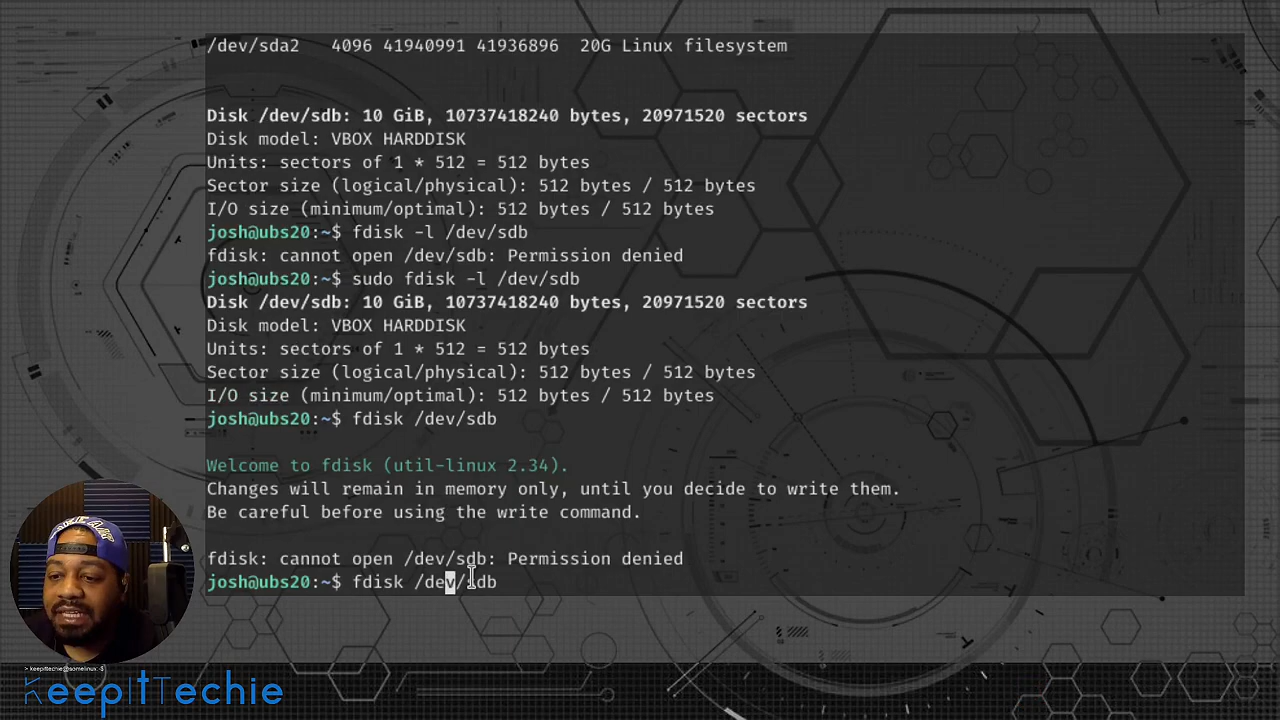 /dev/sda2   4096 41940991 41936896  20G Linux filesystem
Disk /dev/sdb: 10 GiB, 10737418240 bytes, 20971520 sectors
Disk model: VBOX HARDDISK
Units: sectors of 1 * 512 = 512 bytes
Sector size (logical/physical): 512 bytes / 512 bytes
I/O size (minimum/optimal): 512 bytes / 512 bytes
josh@ubs20:~$ fdisk -l /dev/sdb
fdisk: cannot open /dev/sdb: Permission denied
josh@ubs20:~$ sudo fdisk -l /dev/sdb
Disk /dev/sdb: 10 GiB, 10737418240 bytes, 20971520 sectors
Disk model: VBOX HARDDISK
Units: sectors of 1 * 512 = 512 bytes
Sector size (logical/physical): 512 bytes / 512 bytes
I/O size (minimum/optimal): 512 bytes / 512 bytes
josh@ubs20:~$ fdisk /dev/sdb
Welcome to fdisk (util-linux 2.34).
Changes will remain in memory only, until you decide to write them.
Be careful before using the write command.
fdisk: cannot open /dev/sdb: Permission denied
josh@ubs20:~$ fdisk /dev/sdb
> keepittechie@somelinux:~$
KeepItTechie